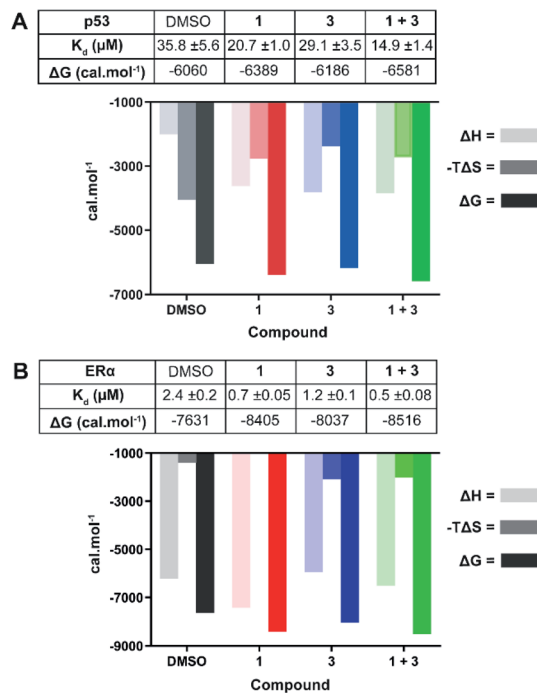 A
p53 DMSO 1 3 1 + 3
Kd (µM) 35.8 ±5.6 20.7 ±1.0 29.1 ±3.5 14.9 ±1.4
ΔG (cal.mol-1) -6060 -6389 -6186 -6581
-1000
-3000
-5000
-7000
cal.mol-1
DMSO 1 3 1 + 3
Compound
ΔH =
-TΔS =
ΔG =
B
ERα DMSO 1 3 1 + 3
Kd (µM) 2.4 ±0.2 0.7 ±0.05 1.2 ±0.1 0.5 ±0.08
ΔG (cal.mol-1) -7631 -8405 -8037 -8516
-1000
-3000
-5000
-7000
-9000
cal.mol-1
DMSO 1 3 1 + 3
Compound
ΔH =
-TΔS =
ΔG =